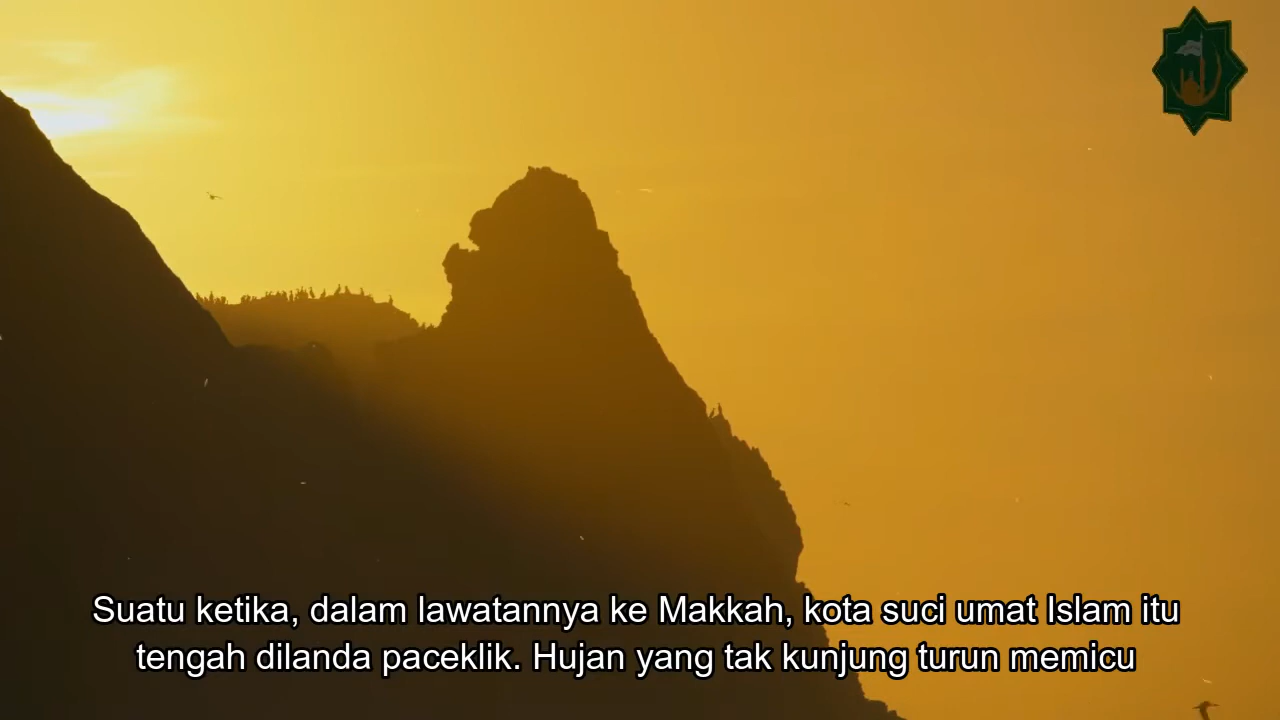 Suatu ketika, dalam lawatannya ke Makkah, kota suci umat Islam itu
tengah dilanda paceklik. Hujan yang tak kunjung turun memicu